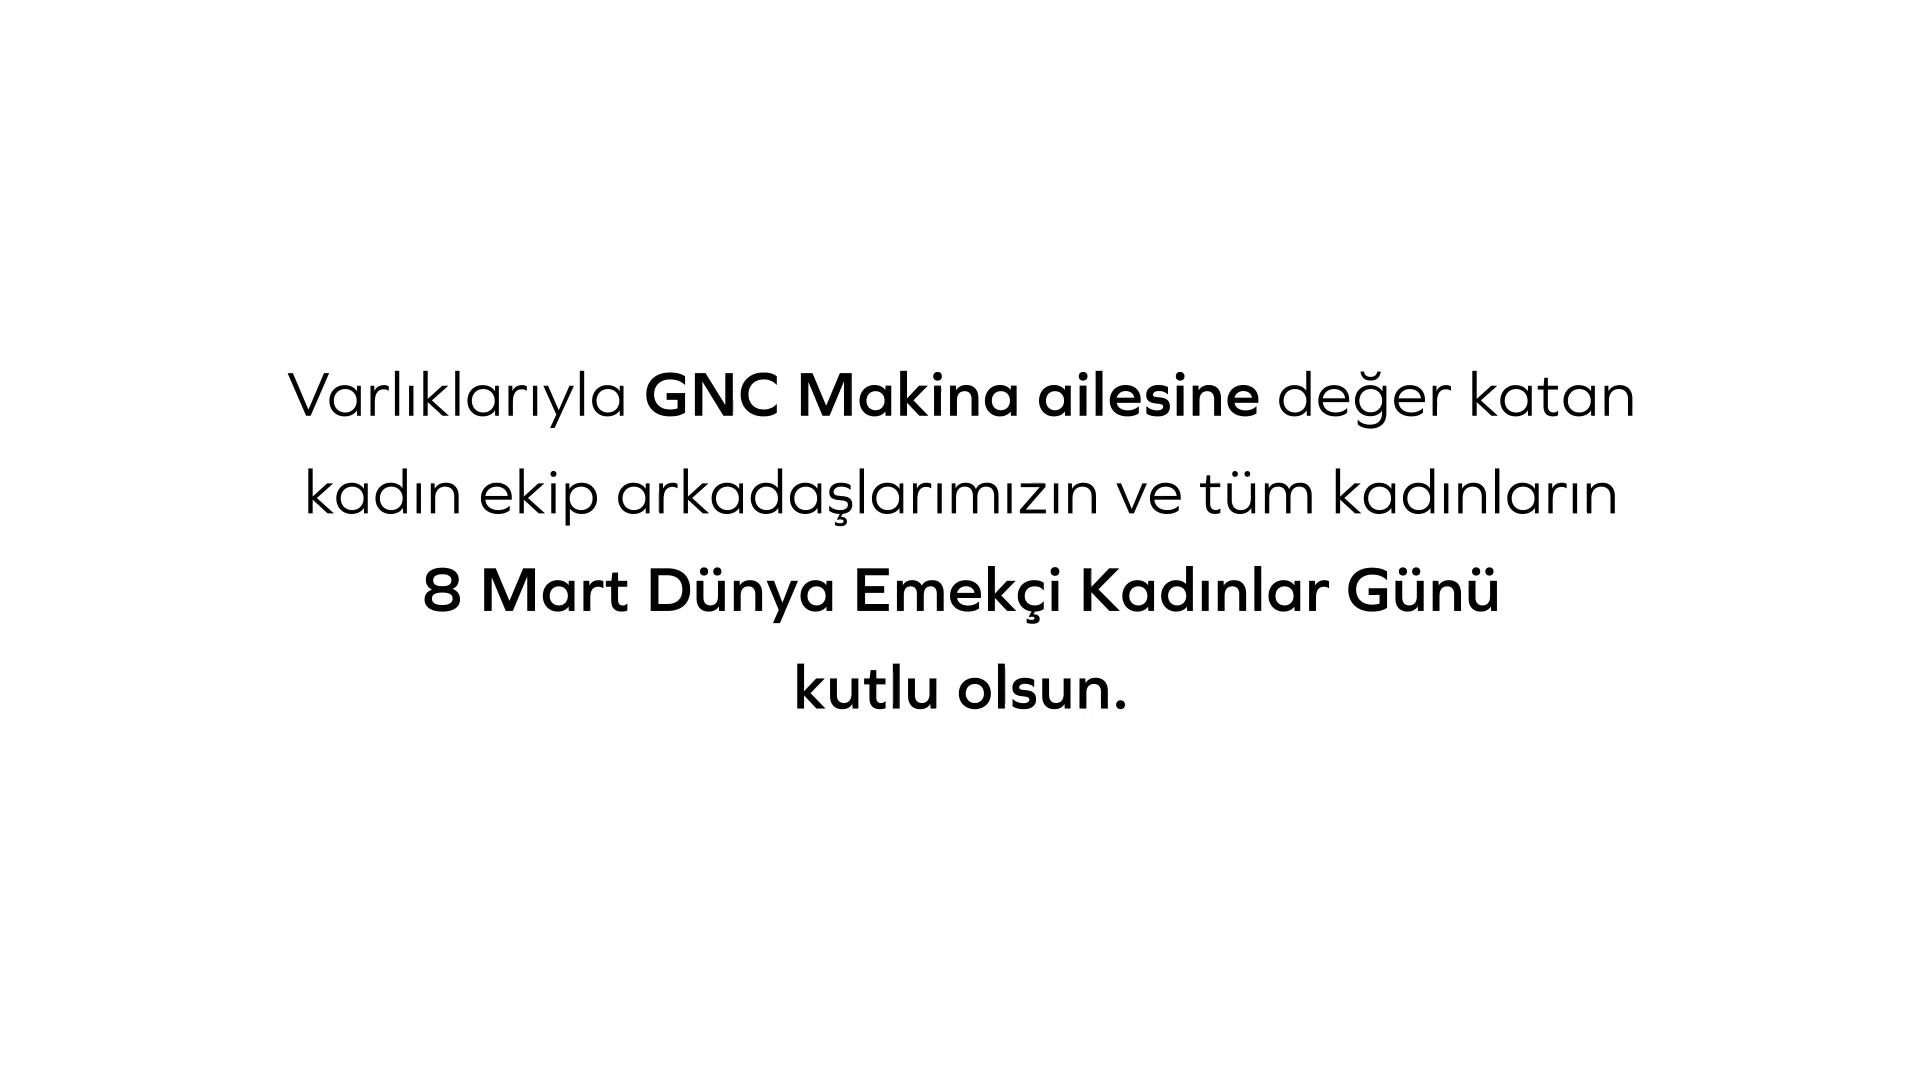 Varlıklarıyla GNC Makina ailesine değer katan
kadın ekip arkadaşlarımızın ve tüm kadınların
8 Mart Dünya Emekçi Kadınlar Günü
kutlu olsun.